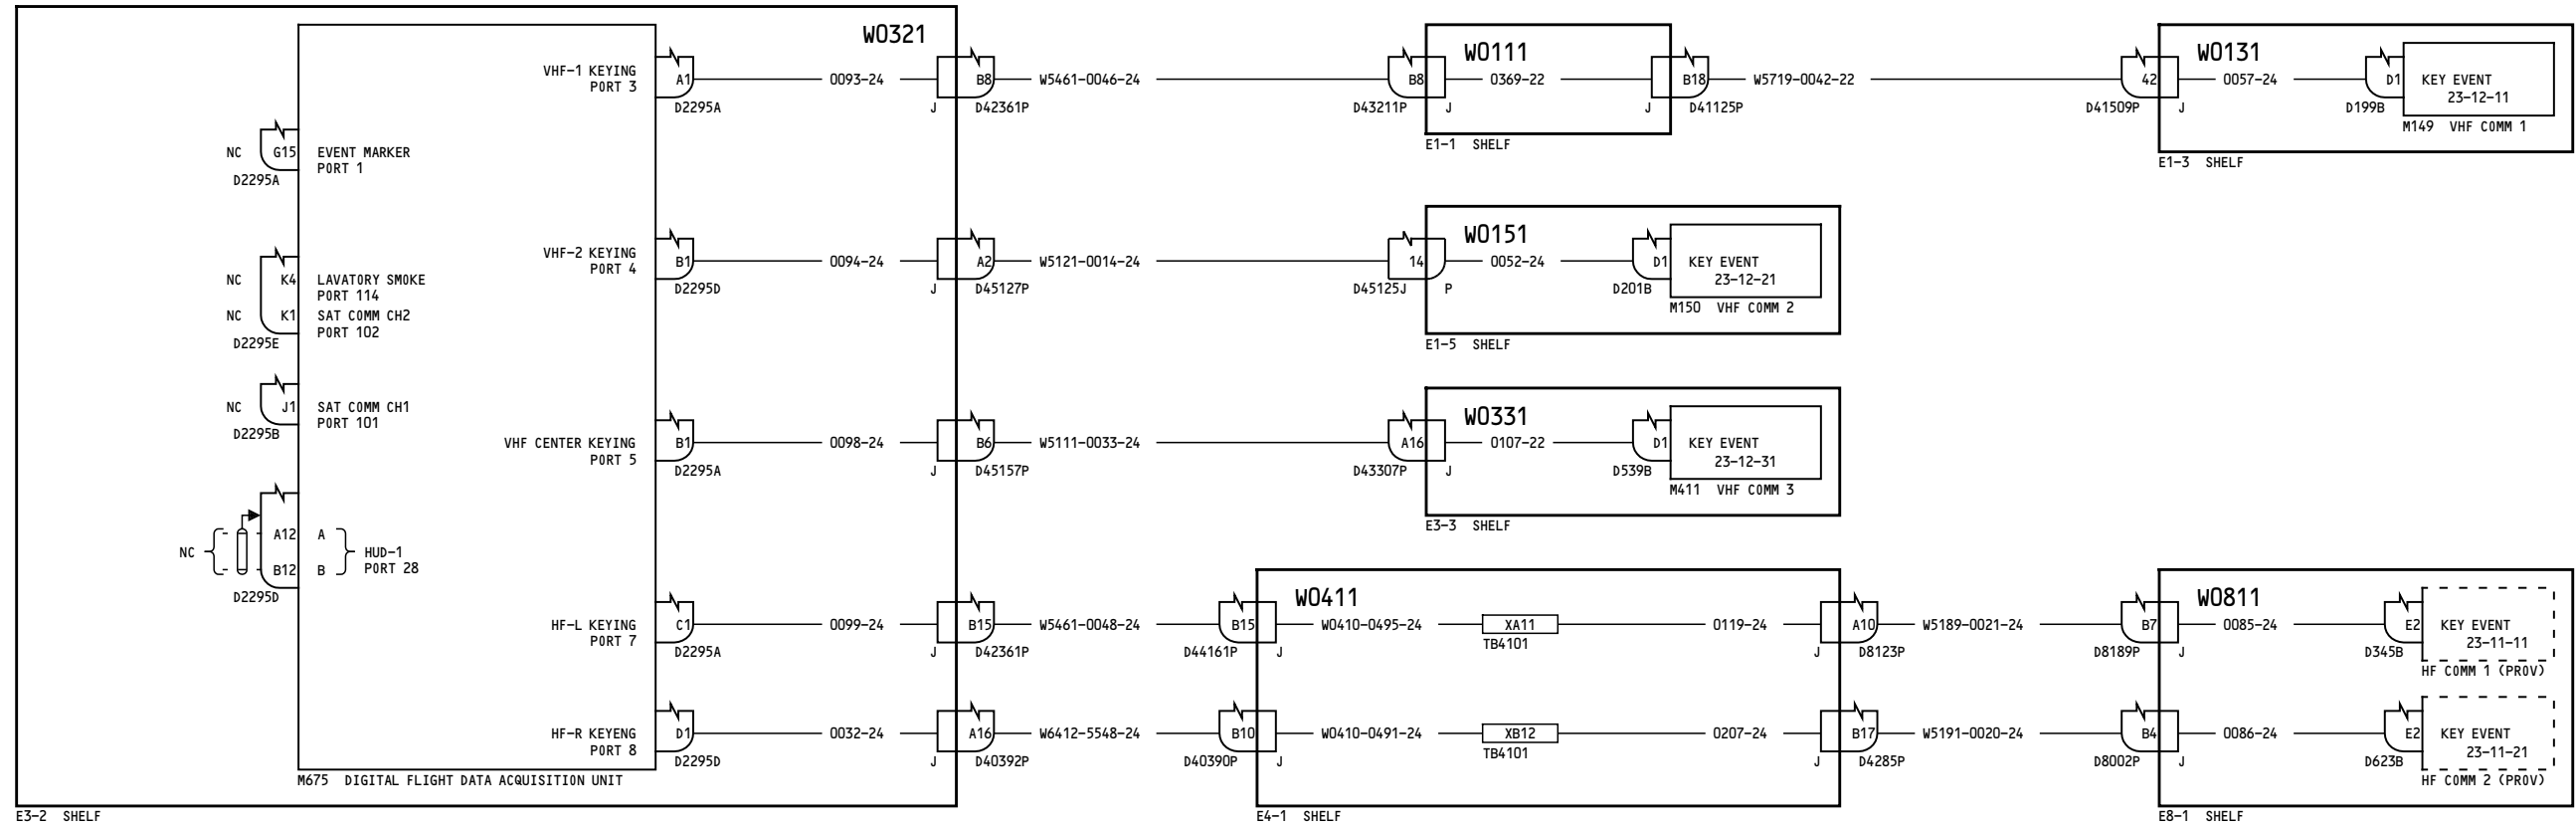 W0321
VHF-1 KEYING
PORT 3
A1
D2295A
0093-24
J
B8
D42361P
W5461-0046-24
B8
D43211P
J
W0111
0369-22
J
B18
D41125P
E1-1 SHELF
W5719-0042-22
42
D41509P
J
W0131
0057-24
D1
D199B
KEY EVENT
23-12-11
M149 VHF COMM 1
E1-3 SHELF
NC
G15
D2295A
EVENT MARKER
PORT 1
VHF-2 KEYING
PORT 4
B1
D2295D
0094-24
J
A2
D45127P
W5121-0014-24
14
D45125J
P
W0151
0052-24
D1
D201B
KEY EVENT
23-12-21
M150 VHF COMM 2
E1-5 SHELF
NC
K4
LAVATORY SMOKE
PORT 114
NC
K1
SAT COMM CH2
PORT 102
D2295E
NC
J1
SAT COMM CH1
PORT 101
D2295B
VHF CENTER KEYING
PORT 5
B1
D2295A
0098-24
J
B6
D45157P
W5111-0033-24
A16
D43307P
J
W0331
0107-22
D1
D539B
KEY EVENT
23-12-31
M411 VHF COMM 3
E3-3 SHELF
NC
A12
A
B12
B
HUD-1
PORT 28
D2295D
HF-L KEYING
PORT 7
C1
D2295A
0099-24
J
B15
D42361P
W5461-0048-24
B15
D44161P
J
W0411
W0410-0495-24
XA11
TB4101
0119-24
J
A10
D8123P
W5189-0021-24
B7
D8189P
J
W0811
0085-24
E2
D345B
KEY EVENT
23-11-11
HF COMM 1 (PROV)
HF-R KEYENG
PORT 8
D1
D2295D
0032-24
J
A16
D40392P
W6412-5548-24
B10
D40390P
J
W0410-0491-24
XB12
TB4101
0207-24
J
B17
D4285P
W5191-0020-24
B4
D8002P
J
0086-24
E2
D623B
KEY EVENT
23-11-21
HF COMM 2 (PROV)
M675 DIGITAL FLIGHT DATA ACQUISITION UNIT
E3-2 SHELF
E4-1 SHELF
E8-1 SHELF